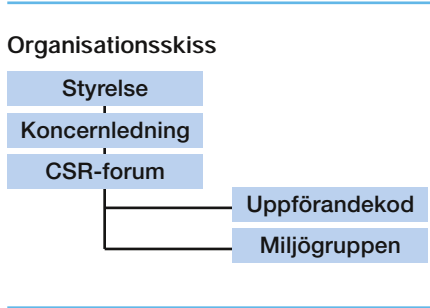 Organisationsskiss
Styrelse
Koncernledning
CSR-forum
Uppförandekod
Miljögruppen